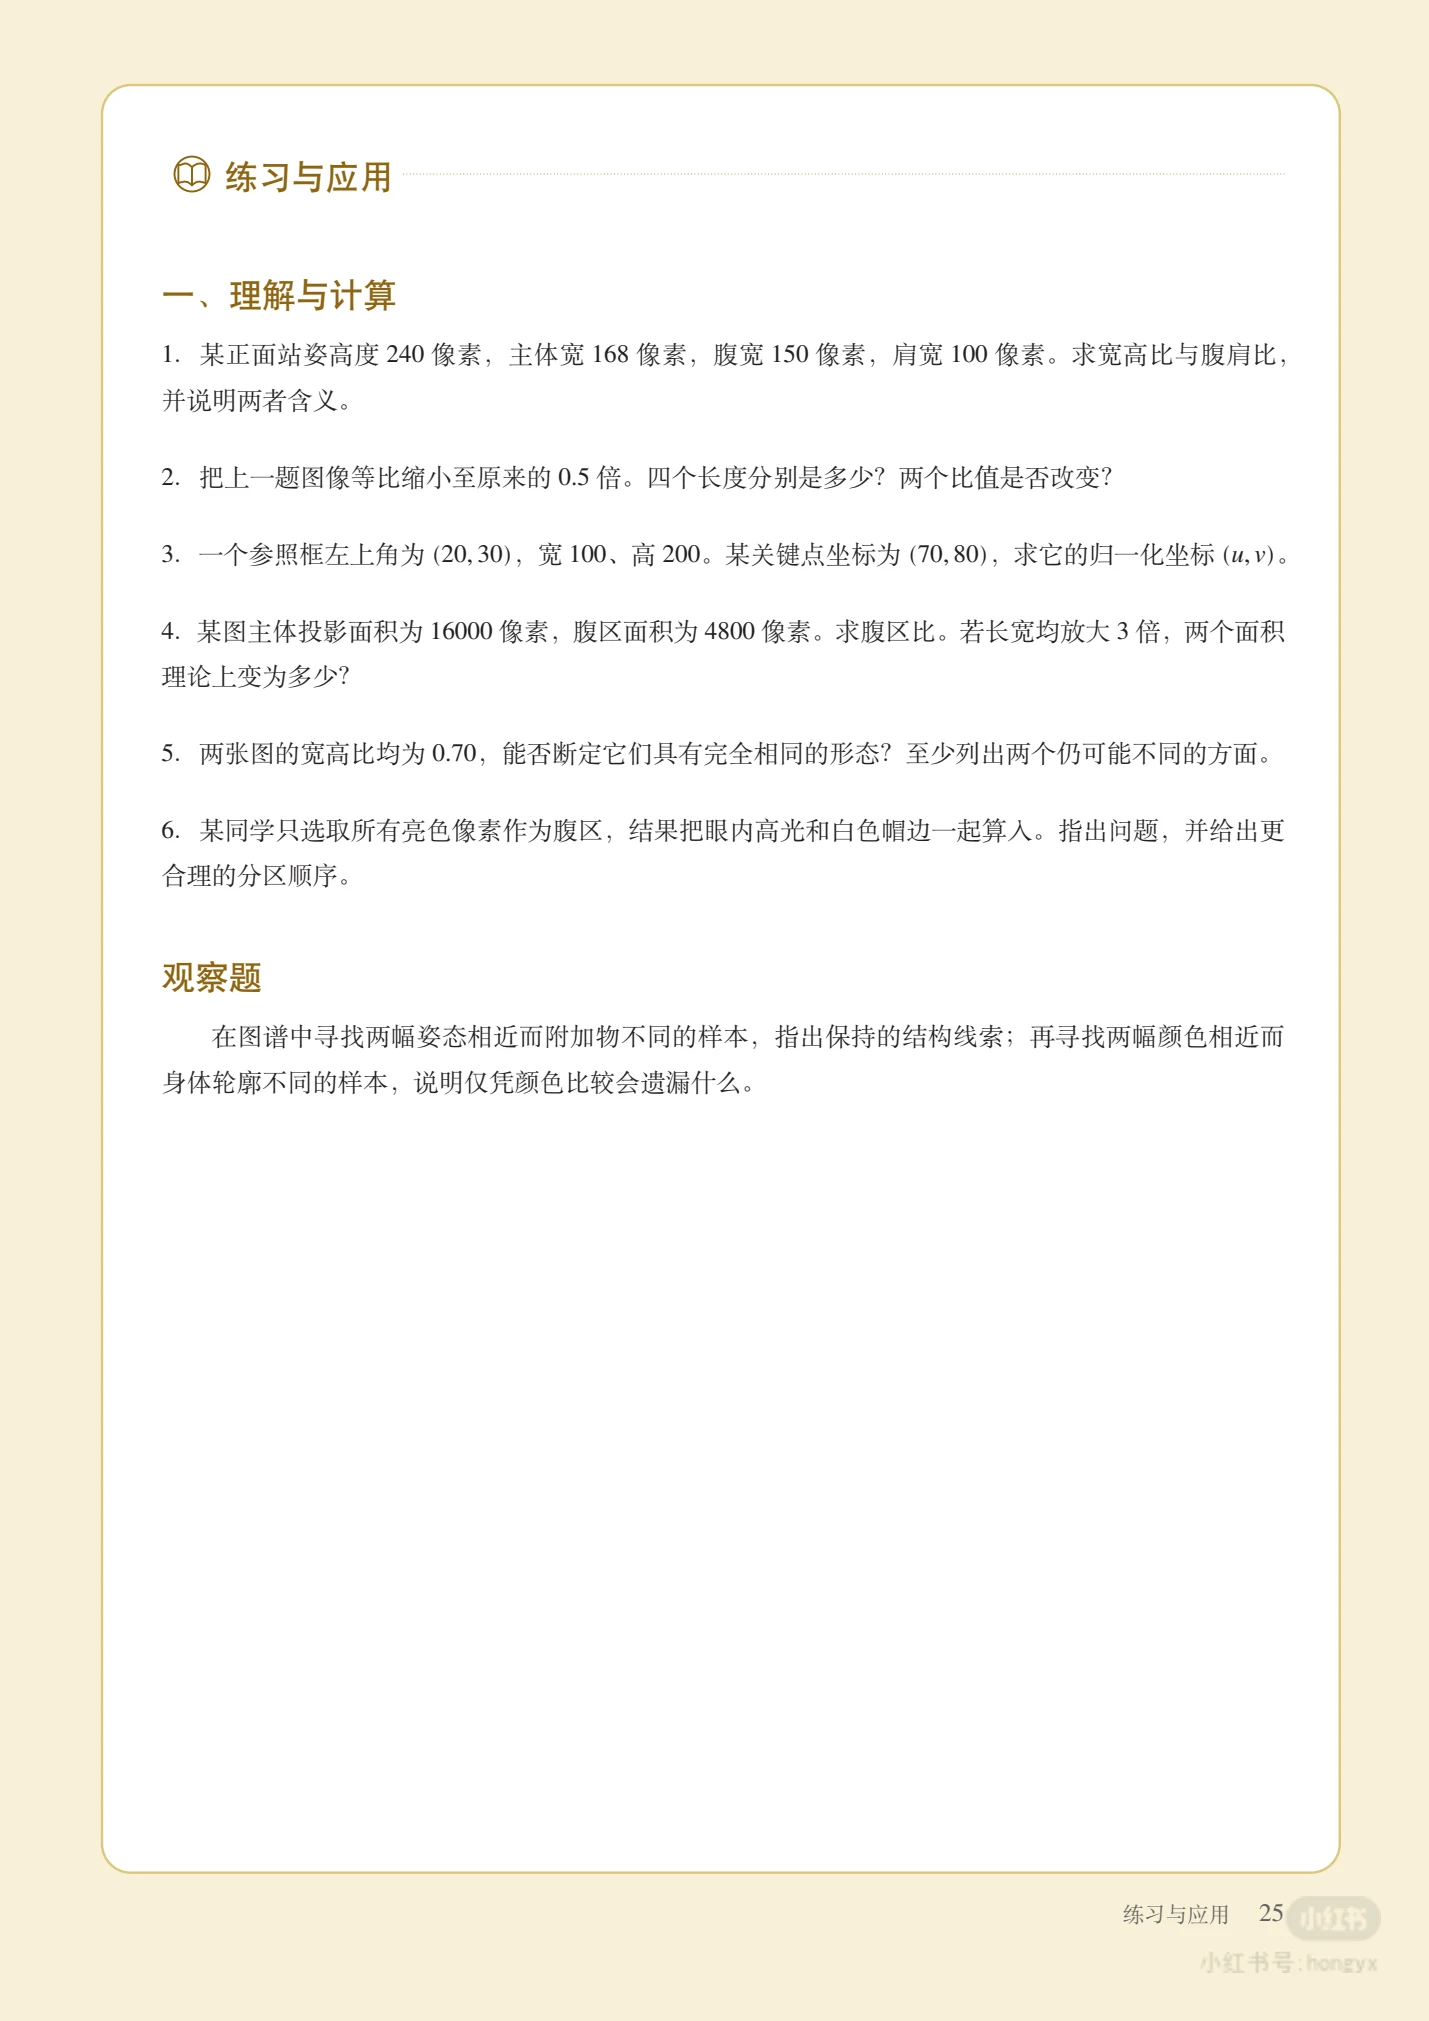 练习与应用
一、理解与计算
1. 某正面站姿高度 240 像素，主体宽 168 像素，腹宽 150 像素，肩宽 100 像素。求宽高比与腹肩比，
并说明两者含义。
2. 把上一题图像等比缩小至原来的 0.5 倍。四个长度分别是多少？两个比值是否改变？
3. 一个参照框左上角为 (20, 30)，宽 100、高 200。某关键点坐标为 (70, 80)，求它的归一化坐标 (u, v)。
4. 某图主体投影面积为 16000 像素，腹区面积为 4800 像素。求腹区比。若长宽均放大 3 倍，两个面积
理论上变为多少？
5. 两张图的宽高比均为 0.70，能否断定它们具有完全相同的形态？至少列出两个仍可能不同的方面。
6. 某同学只选取所有亮色像素作为腹区，结果把眼内高光和白色帽边一起算入。指出问题，并给出更
合理的分区顺序。
观察题
在图谱中寻找两幅姿态相近而附加物不同的样本，指出保持的结构线索；再寻找两幅颜色相近而
身体轮廓不同的样本，说明仅凭颜色比较会遗漏什么。
练习与应用 25
小红书
小红书号:hongyx